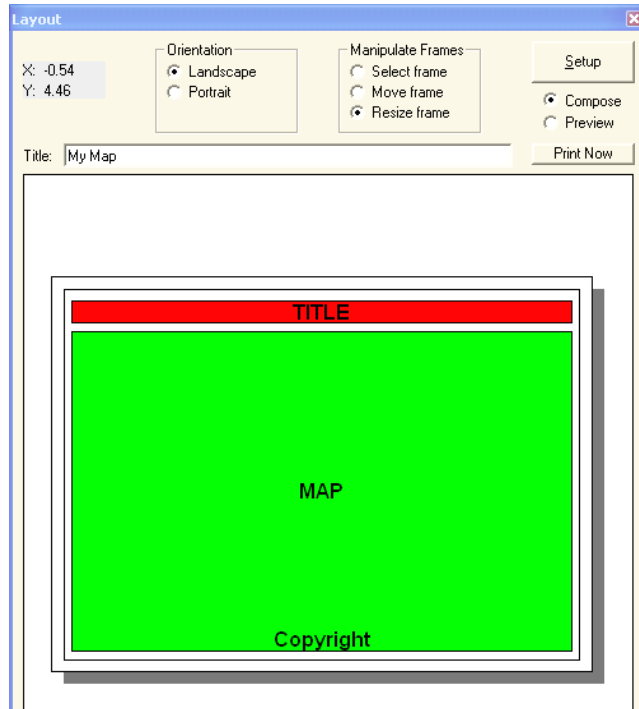 Layout
X: -0.54
Y: 4.46
Orientation
Landscape
Portrait
Manipulate Frames
Select frame
Move frame
Resize frame
Setup
Compose
Preview
Title: My Map
Print Now
TITLE
MAP
Copyright